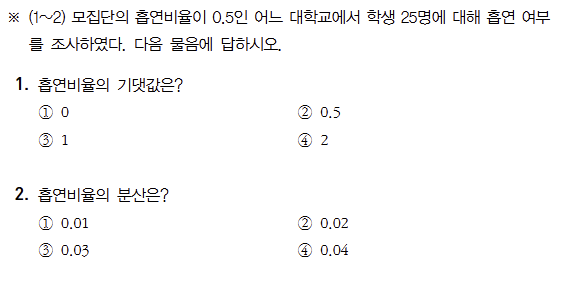 ※ (1~2) 모집단의 흡연비율이 0.5인 어느 대학교에서 학생 25명에 대해 흡연 여부
를 조사하였다. 다음 물음에 답하시오.
1. 흡연비율의 기댓값은?
① 0 ② 0.5
③ 1 ④ 2
2. 흡연비율의 분산은?
① 0.01 ② 0.02
③ 0.03 ④ 0.04